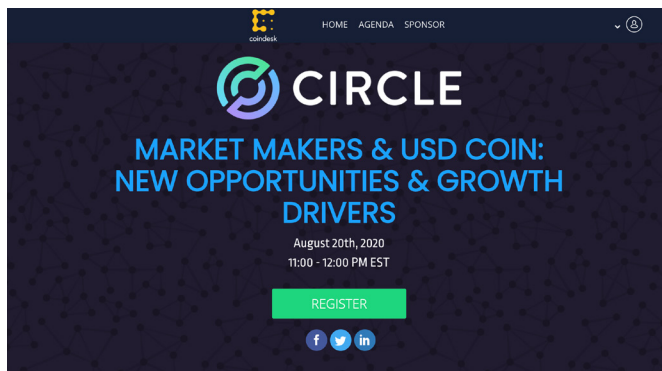 coindesk
HOME AGENDA SPONSOR
CIRCLE
MARKET MAKERS & USD COIN:
NEW OPPORTUNITIES & GROWTH
DRIVERS
August 20th, 2020
11:00 - 12:00 PM EST
REGISTER
f in